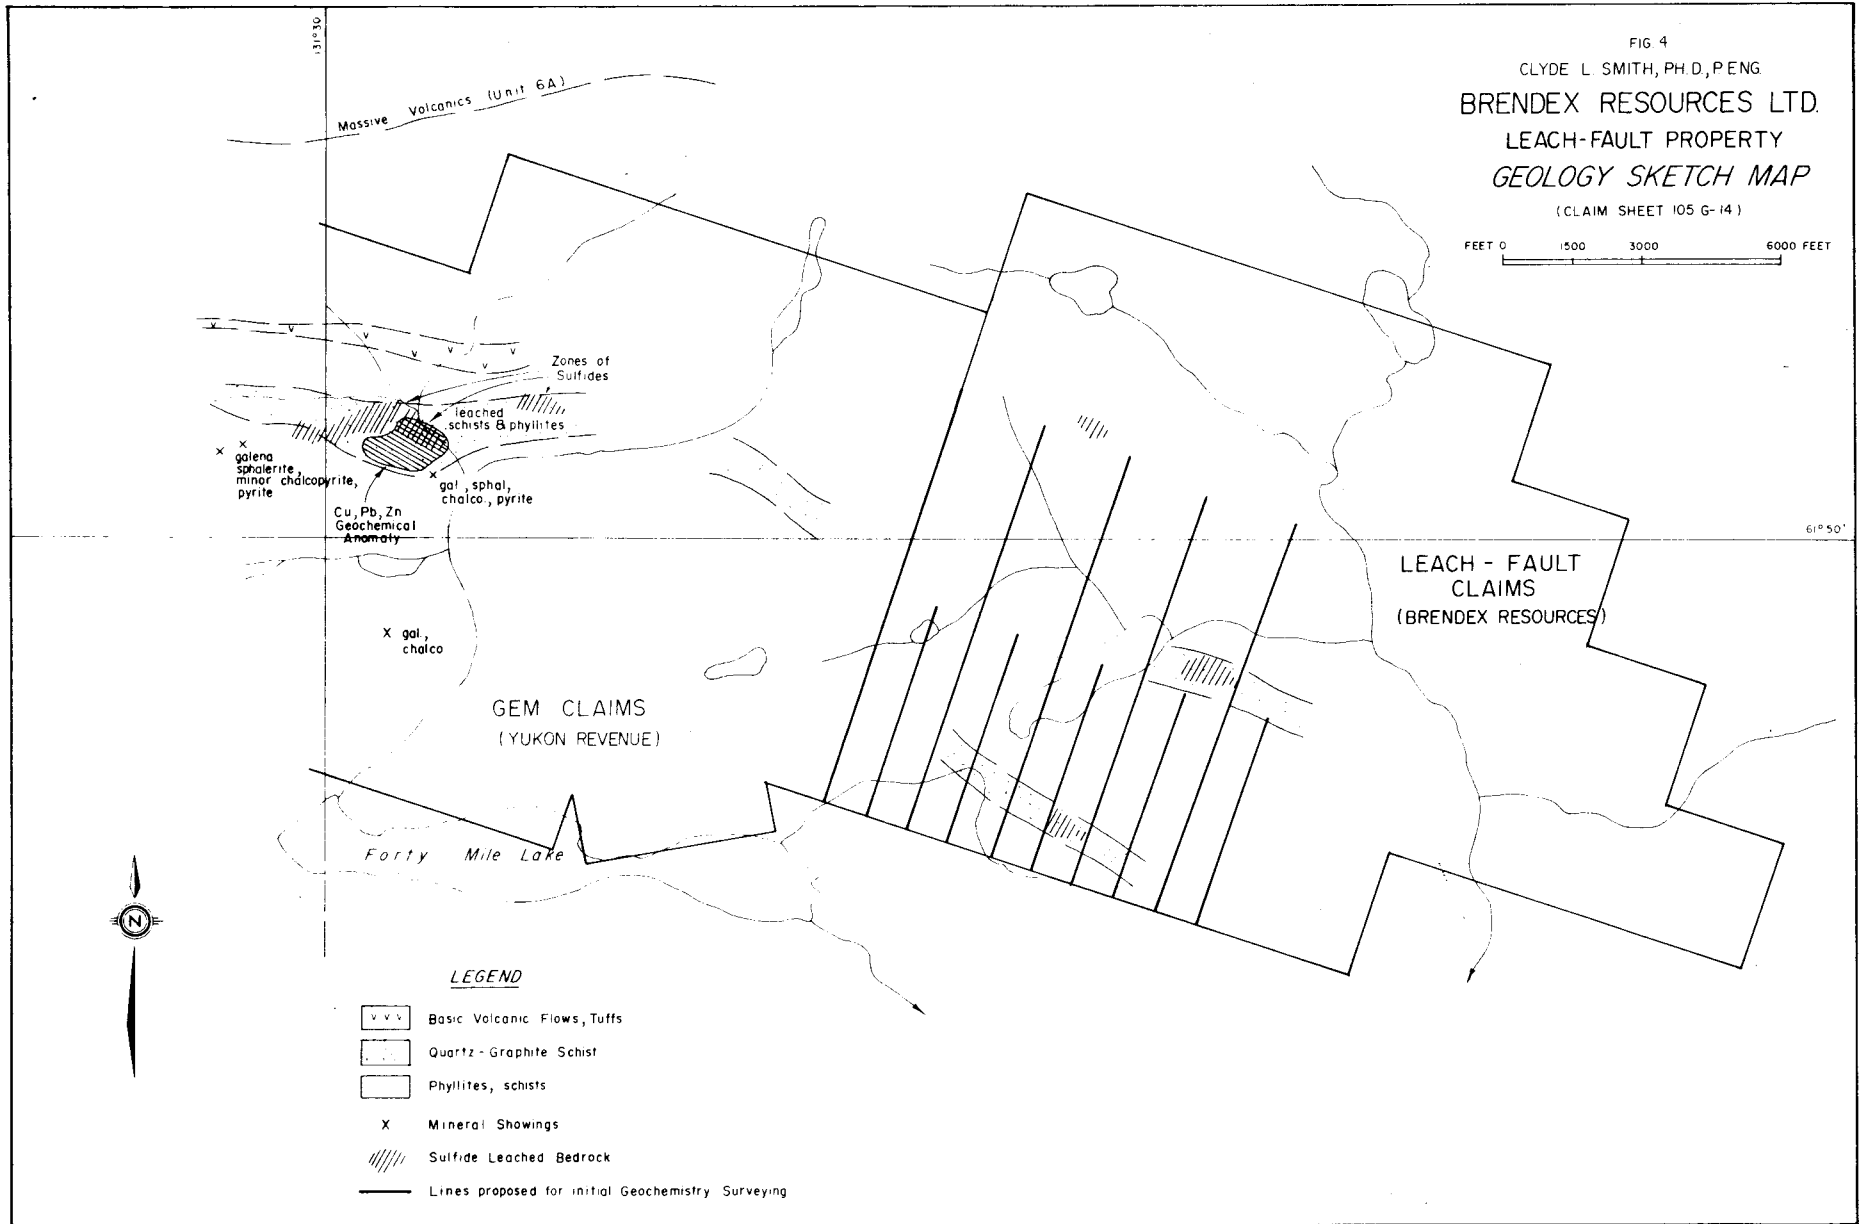 FIG. 4
CLYDE L. SMITH, PH.D., P.ENG.
BRENDEX RESOURCES LTD.
LEACH-FAULT PROPERTY
GEOLOGY SKETCH MAP
(CLAIM SHEET 105 G-14)
FEET 0 1500 3000 6000 FEET
131°30'
Massive Volcanics (Unit 6A)
v v v v v v
Zones of
Sulfides
leached
schists & phyllites
x x
galena
sphalerite,
minor chalcopyrite,
pyrite
x
gal., sphal,
chalco., pyrite
Cu, Pb, Zn
Geochemical
Anomaly
61°50'
LEACH - FAULT
CLAIMS
(BRENDEX RESOURCES)
x gal.,
chalco
GEM CLAIMS
(YUKON REVENUE)
Forty Mile Lake
N
LEGEND
v v v Basic Volcanic Flows, Tuffs
Quartz - Graphite Schist
Phyllites, schists
x Mineral Showings
Sulfide Leached Bedrock
Lines proposed for initial Geochemistry Surveying